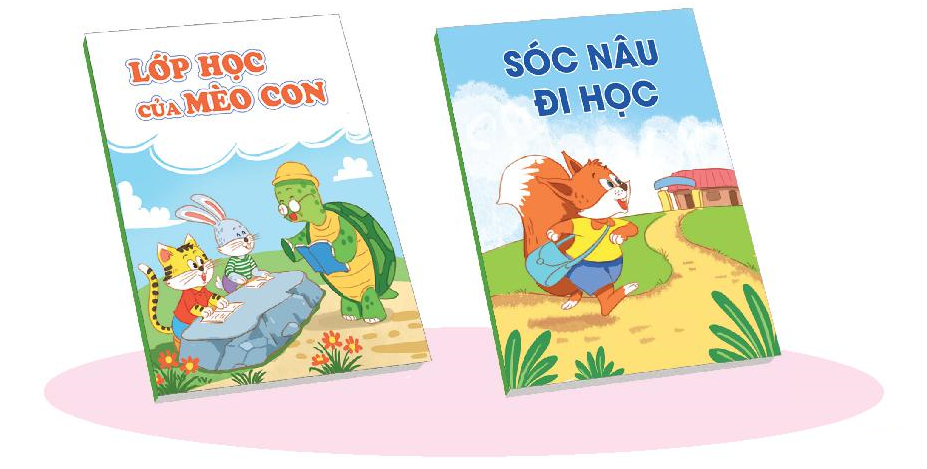 LỚP HỌC
CỦA MÈO CON
SÓC NÂU
ĐI HỌC